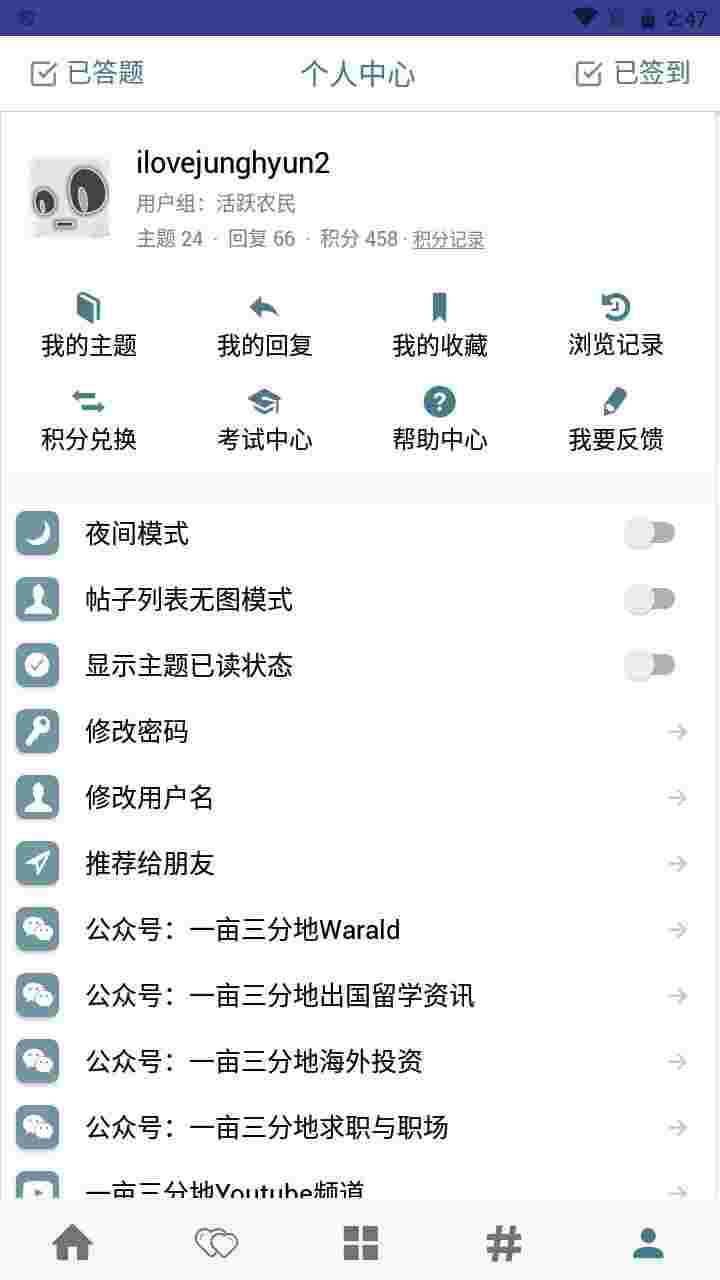 2:47
已答题 个人中心 已签到
ilovejunghyun2
用户组：活跃农民
主题 24 · 回复 66 · 积分 458 · 积分记录
我的主题 我的回复 我的收藏 浏览记录
积分兑换 考试中心 帮助中心 我要反馈
夜间模式
帖子列表无图模式
显示主题已读状态
修改密码
修改用户名
推荐给朋友
公众号：一亩三分地Warald
公众号：一亩三分地出国留学资讯
公众号：一亩三分地海外投资
公众号：一亩三分地求职与职场
一亩三分地Youtube频道